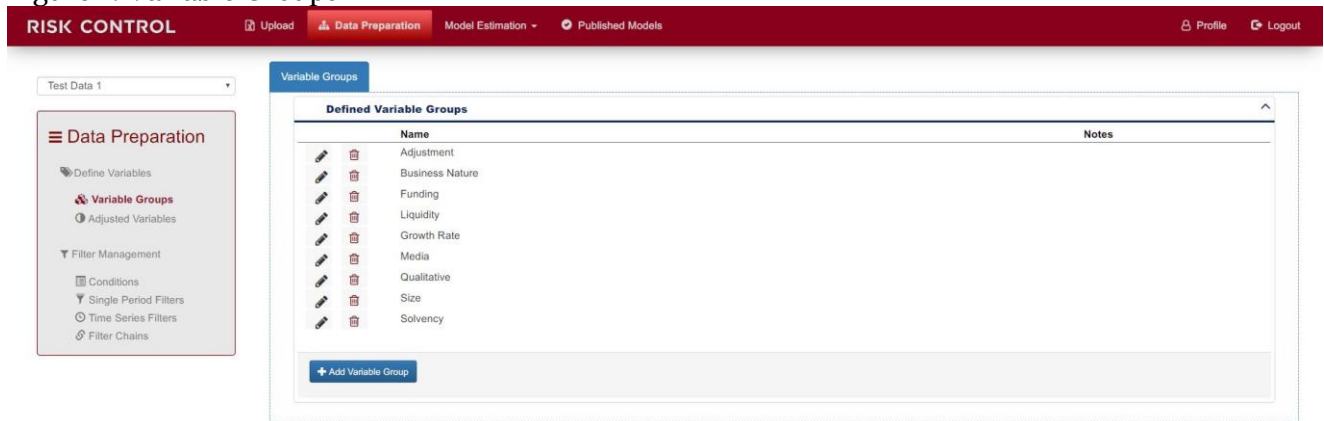 RISK CONTROL Upload Data Preparation Model Estimation Published Models Profile Logout
Test Data 1
Data Preparation
Define Variables
Variable Groups
Adjusted Variables
Filter Management
Conditions
Single Period Filters
Time Series Filters
Filter Chains
Variable Groups
Defined Variable Groups
Name Notes
Adjustment
Business Nature
Funding
Liquidity
Growth Rate
Media
Qualitative
Size
Solvency
Add Variable Group